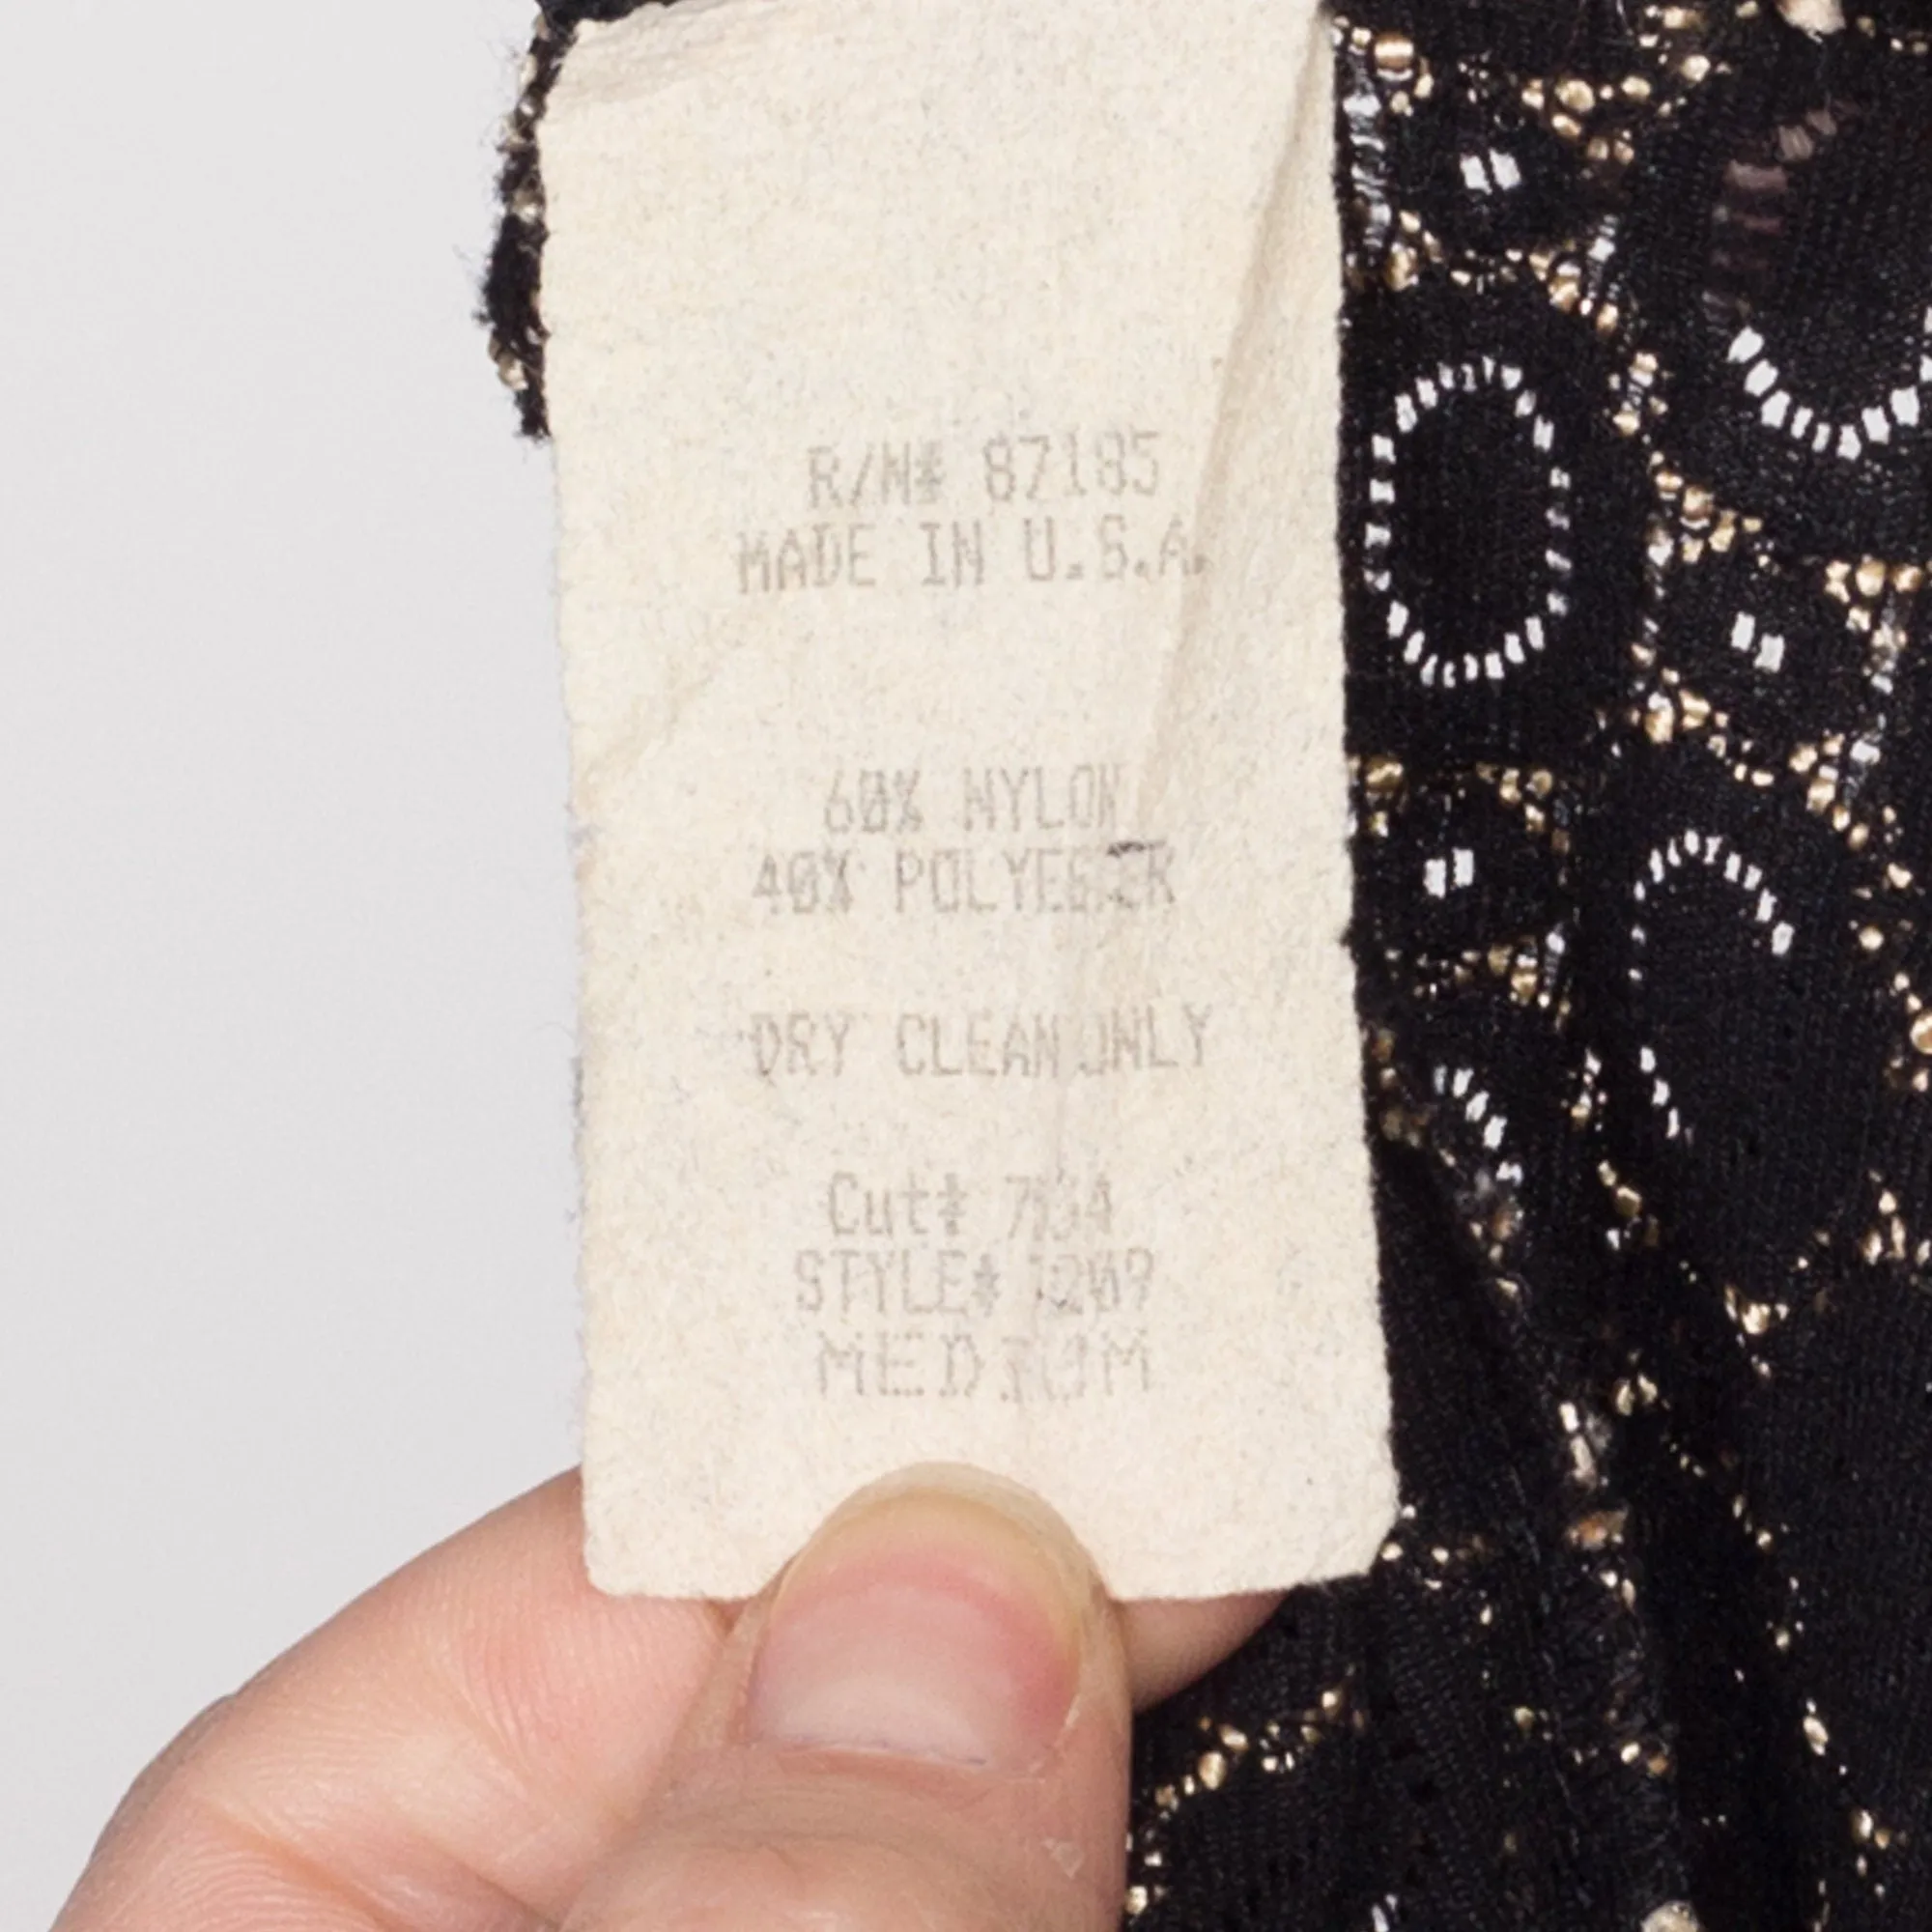 R/N# 87185
MADE IN U.S.A.
60% NYLON
40% POLYESTER
DRY CLEAN ONLY
Cut#
STYLE#
MEDIUM